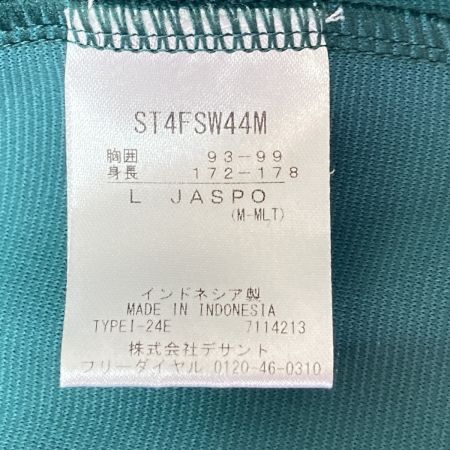 ST4FSW44M
胸囲 93-99
身長 172-178
L JASPO
(M-MLT)
インドネシア製
MADE IN INDONESIA
TYPEI-24E 7114213
株式会社デサント
フリーダイヤル 0120-46-0310